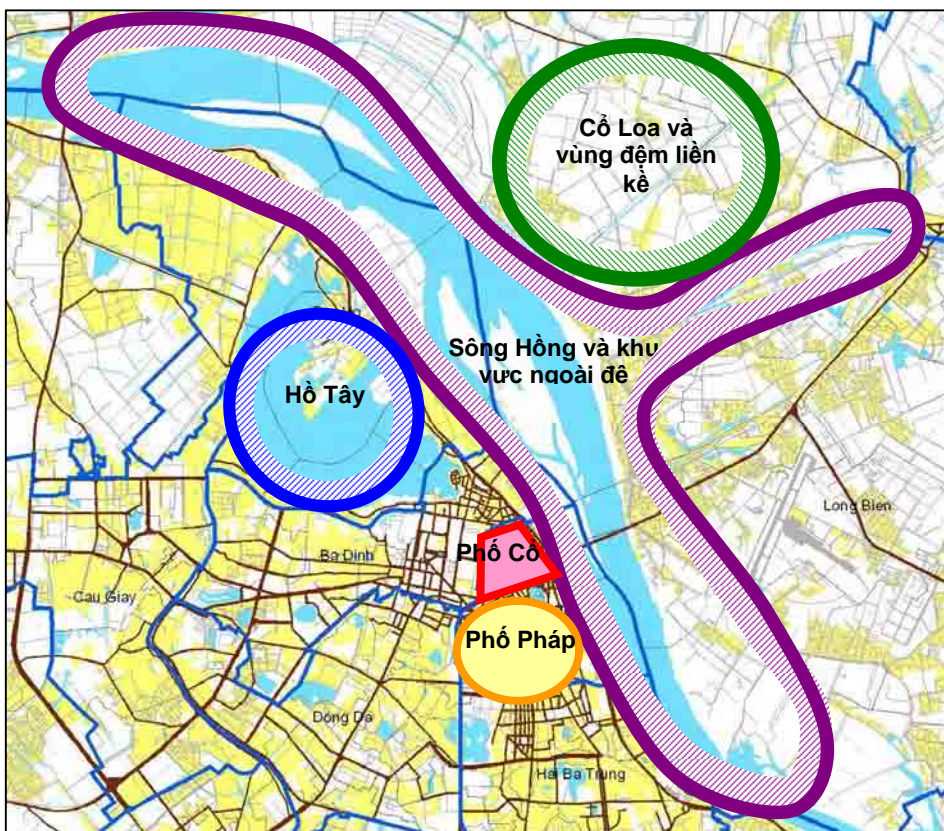 Cổ Loa và
vùng đệm liền
kề
Sông Hồng và khu
vực ngoài đê
Hồ Tây
Long Bien
Phố Cổ
Ba Dinh
Cau Giay
Phố Pháp
Dong Da
Hai Ba Trung